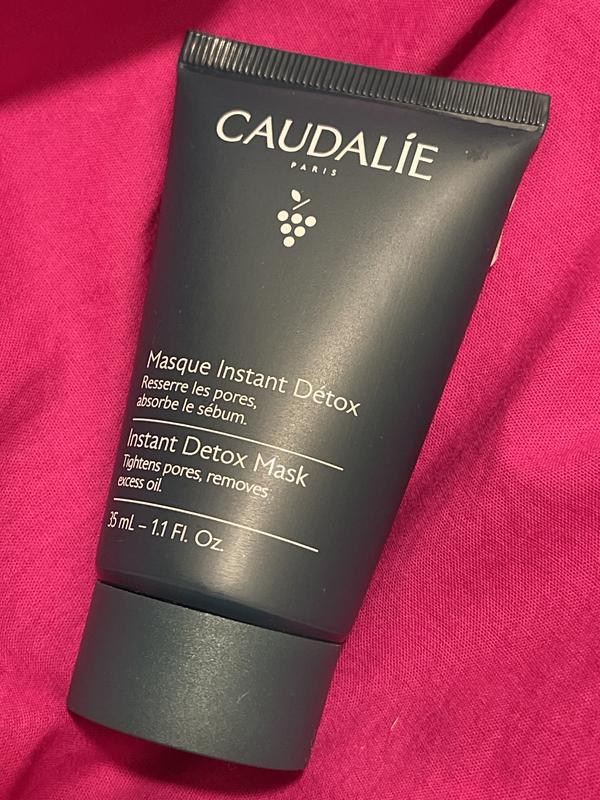 CAUDALÍE
PARIS
Masque Instant Détox
Resserre les pores,
absorbe le sébum.
Instant Detox Mask
Tightens pores, removes
excess oil.
35 mL – 1.1 Fl. Oz.